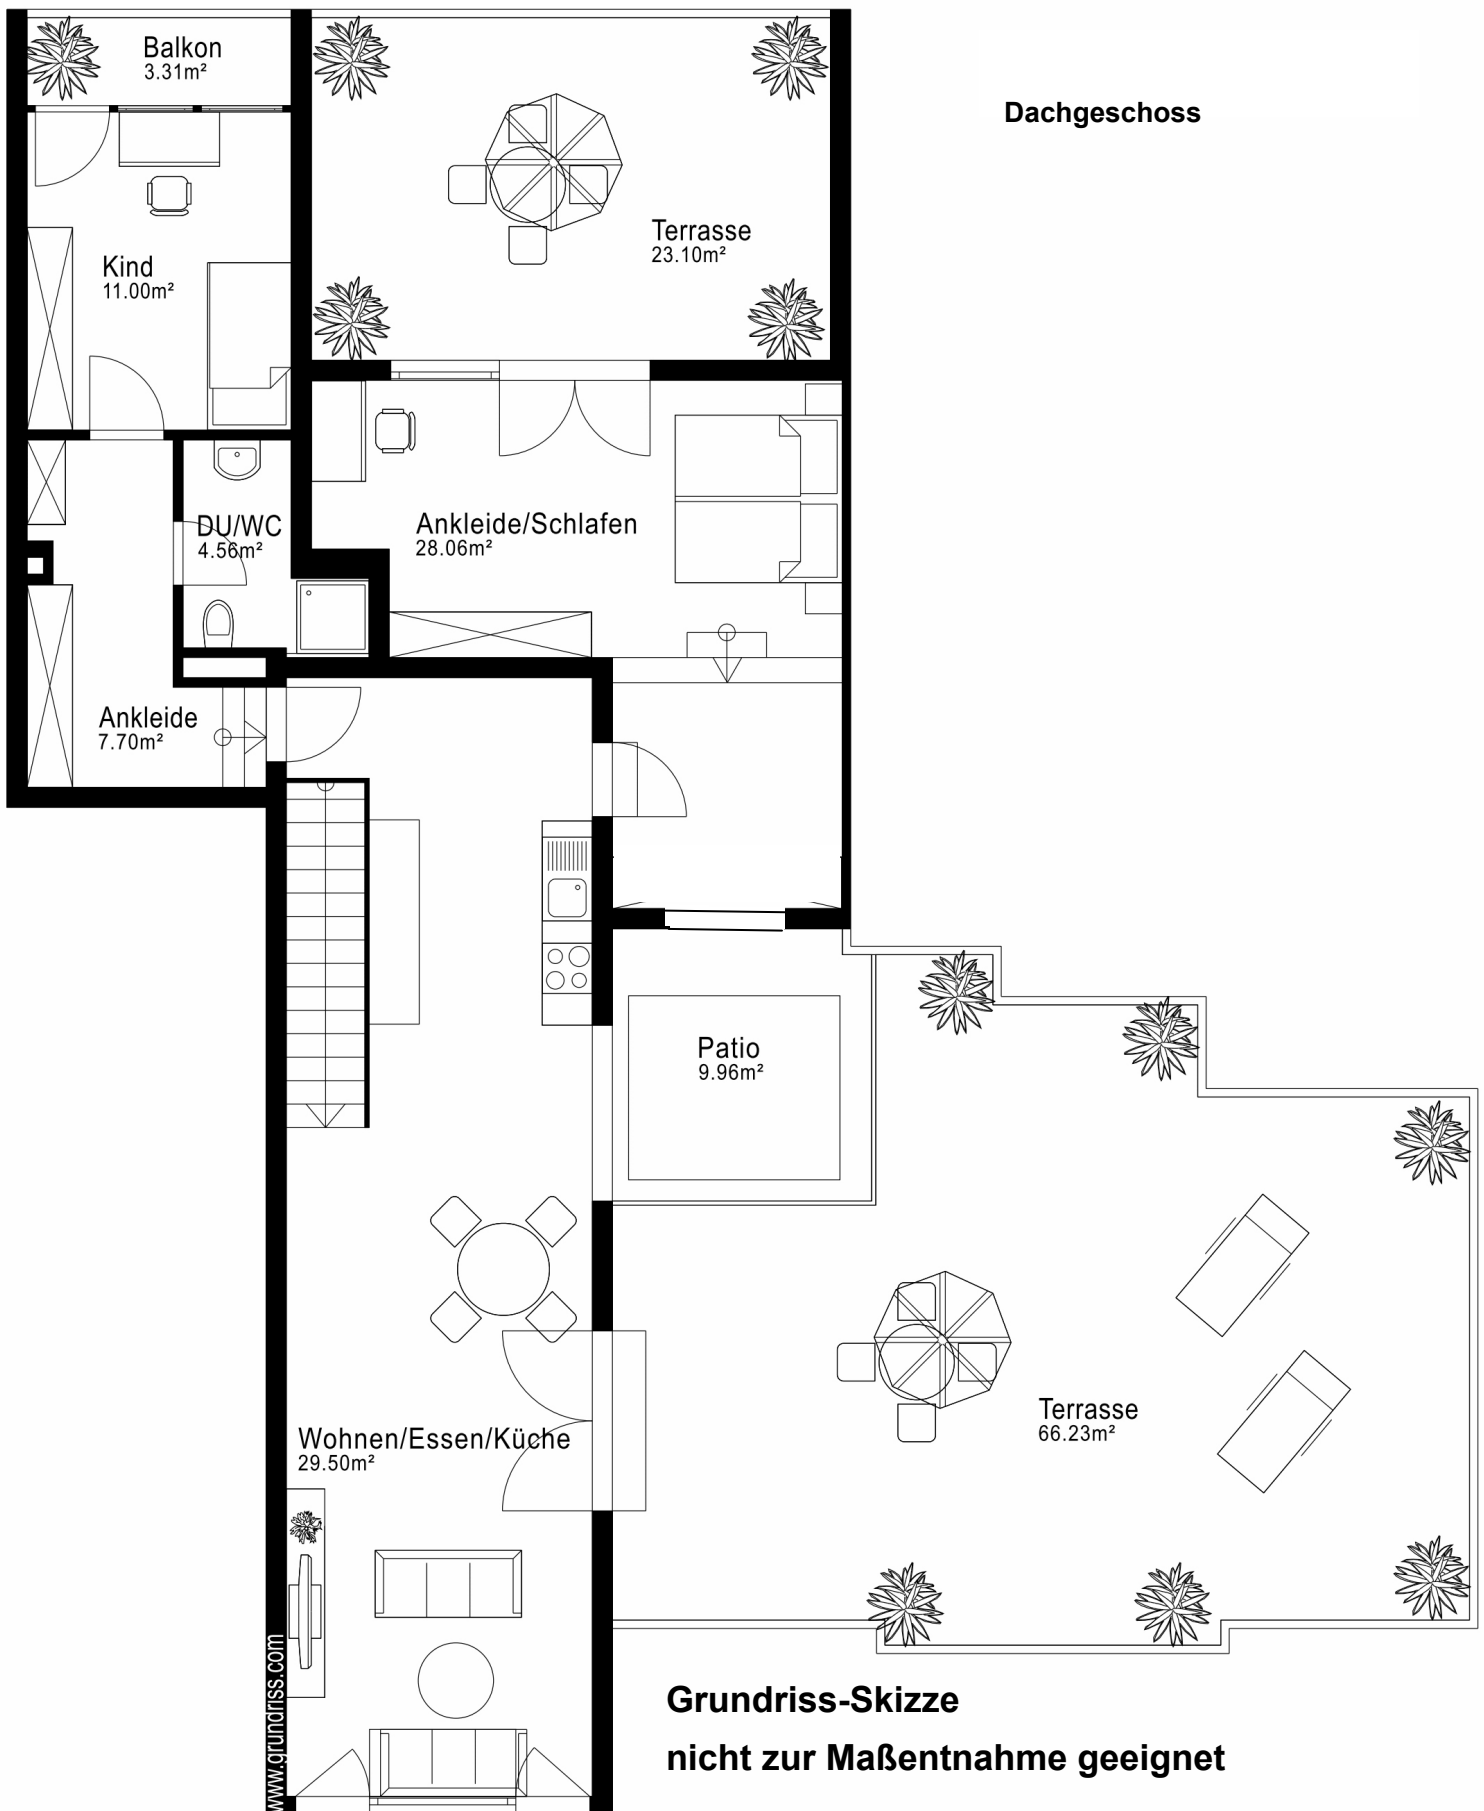 Balkon
3.31m²
Dachgeschoss
Terrasse
23.10m²
Kind
11.00m²
DU/WC
4.56m²
Ankleide/Schlafen
28.06m²
Ankleide
7.70m²
Patio
9.96m²
Terrasse
66.23m²
Wohnen/Essen/Küche
29.50m²
www.grundriss.com
Grundriss-Skizze
nicht zur Maßentnahme geeignet